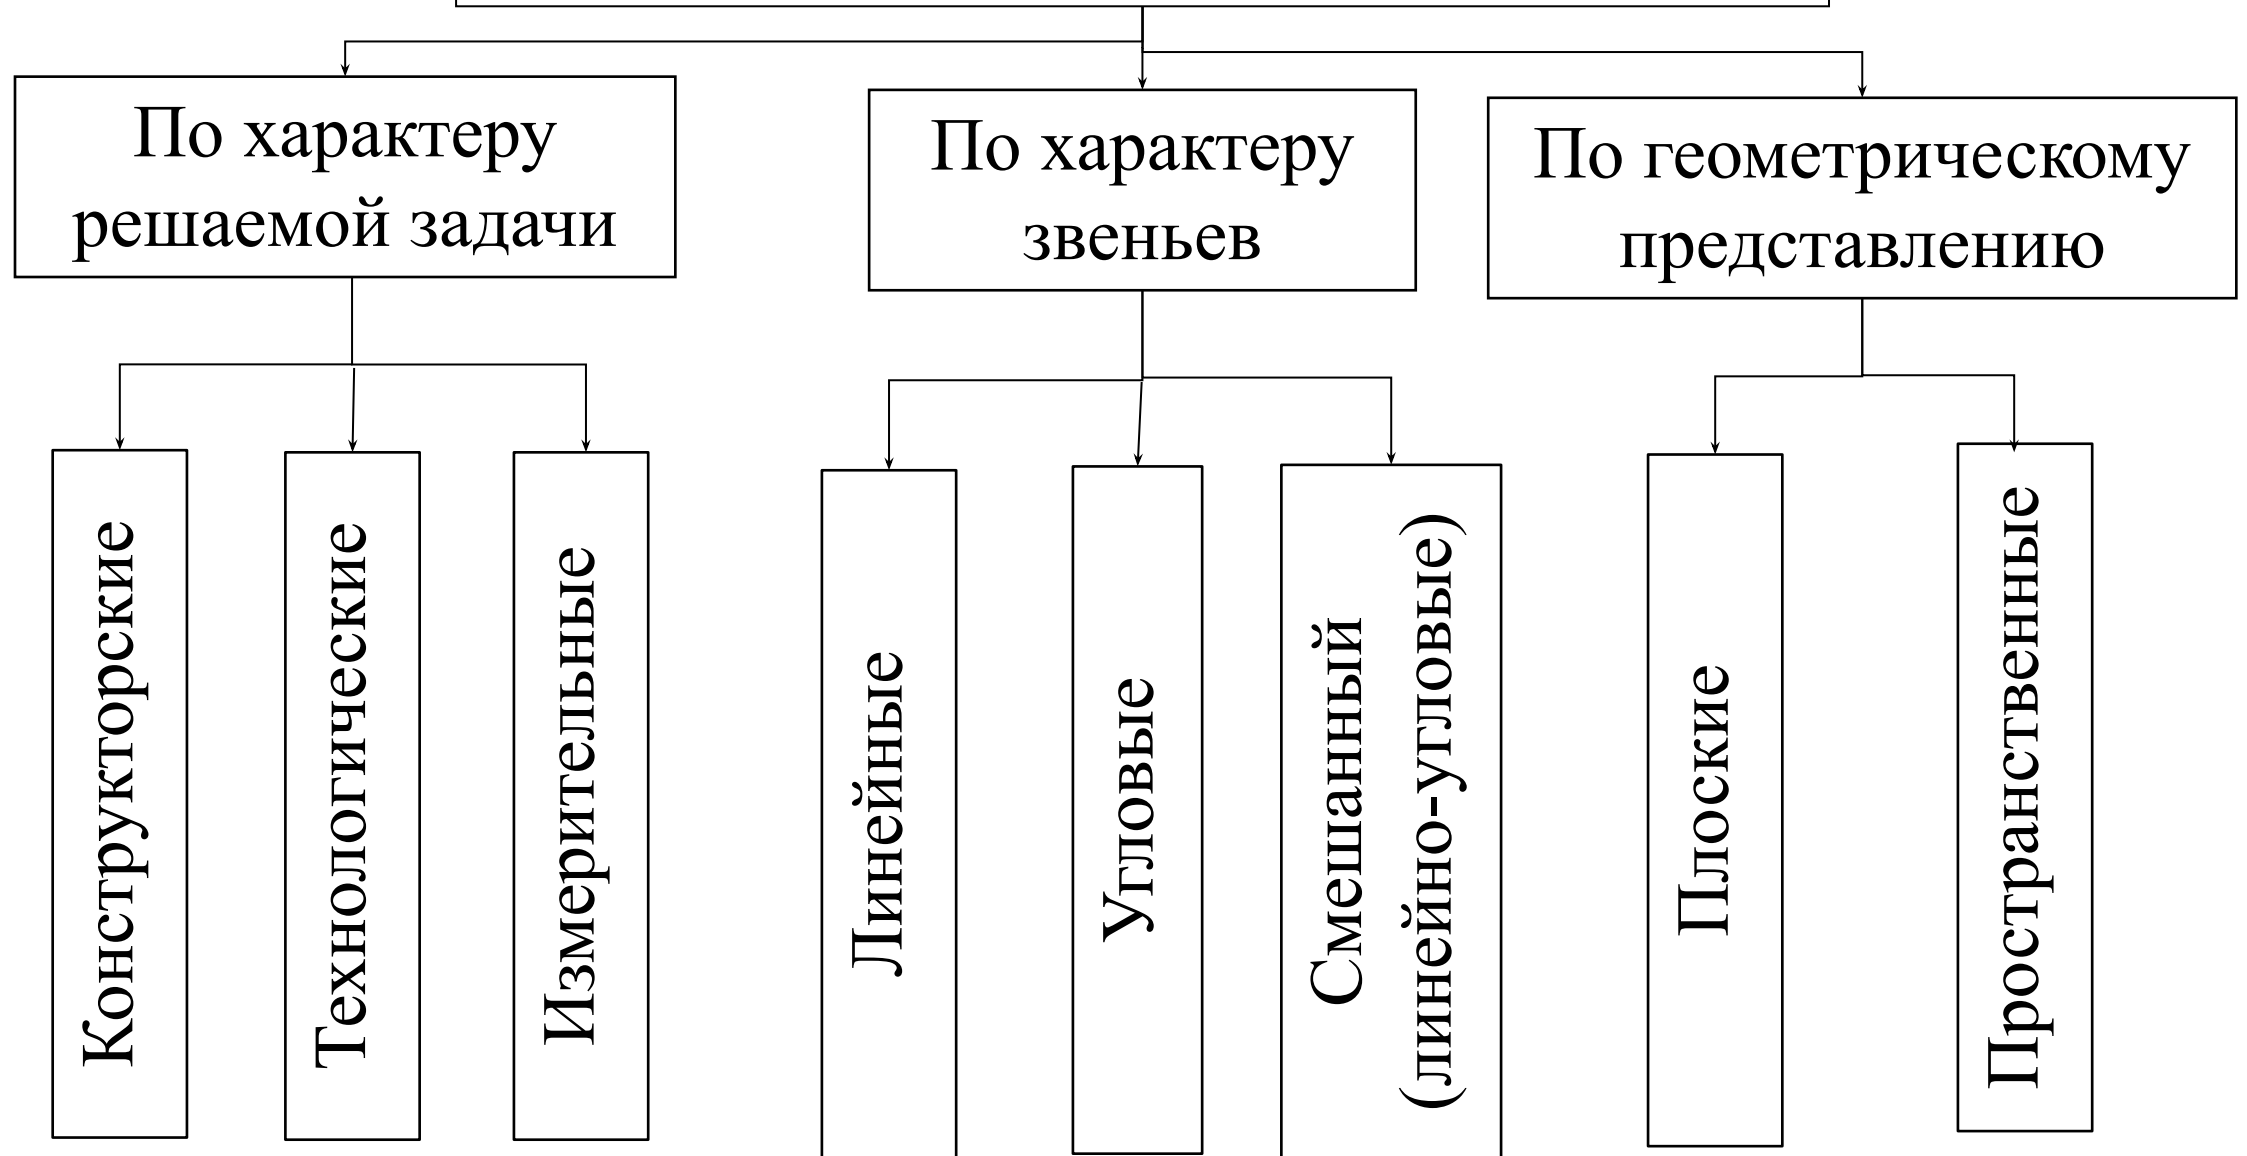 По характеру
решаемой задачи
По характеру
звеньев
По геометрическому
представлению
Конструкторские
Технологические
Измерительные
Линейные
Угловые
Смешанный
(линейно-угловые)
Плоские
Пространственные